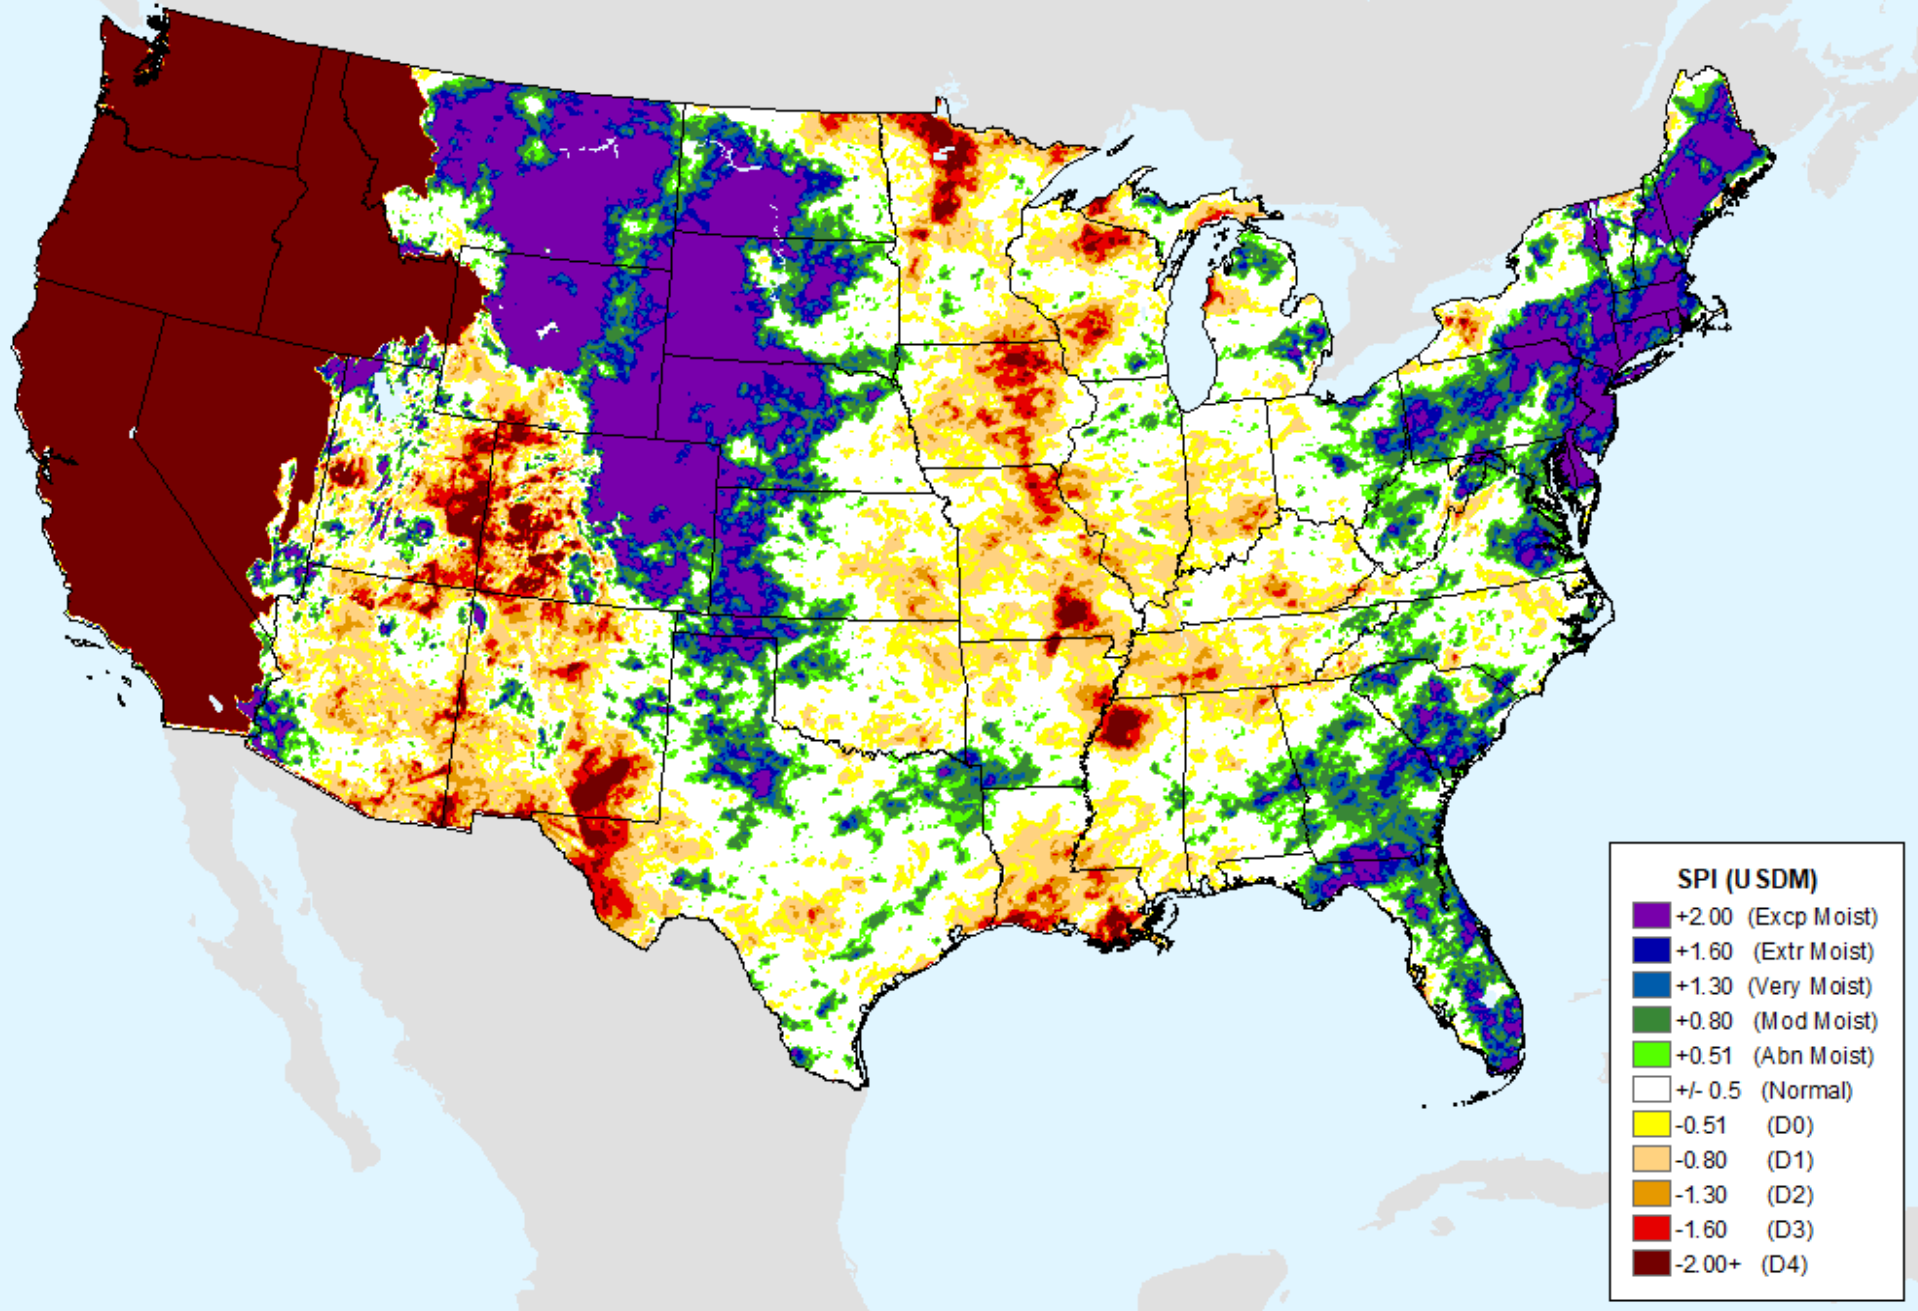 SPI (USDM)
+2.00 (Excp Moist)
+1.60 (Extr Moist)
+1.30 (Very Moist)
+0.80 (Mod Moist)
+0.51 (Abn Moist)
+/- 0.5 (Normal)
-0.51 (D0)
-0.80 (D1)
-1.30 (D2)
-1.60 (D3)
-2.00+ (D4)